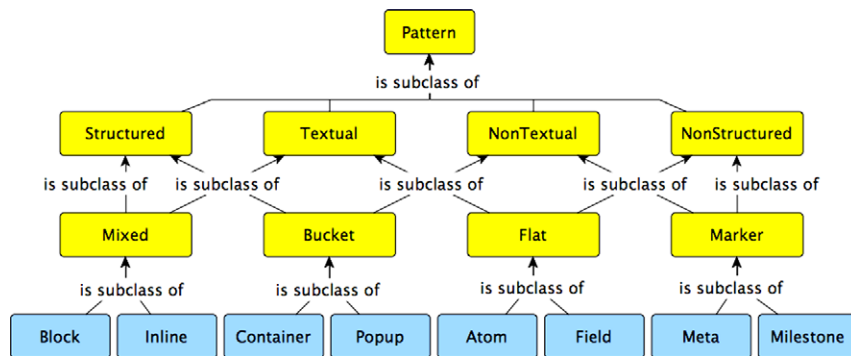 Pattern
is subclass of
Structured Textual NonTextual NonStructured
is subclass of is subclass of is subclass of is subclass of is subclass of
Mixed Bucket Flat Marker
is subclass of is subclass of is subclass of is subclass of
Block Inline Container Popup Atom Field Meta Milestone